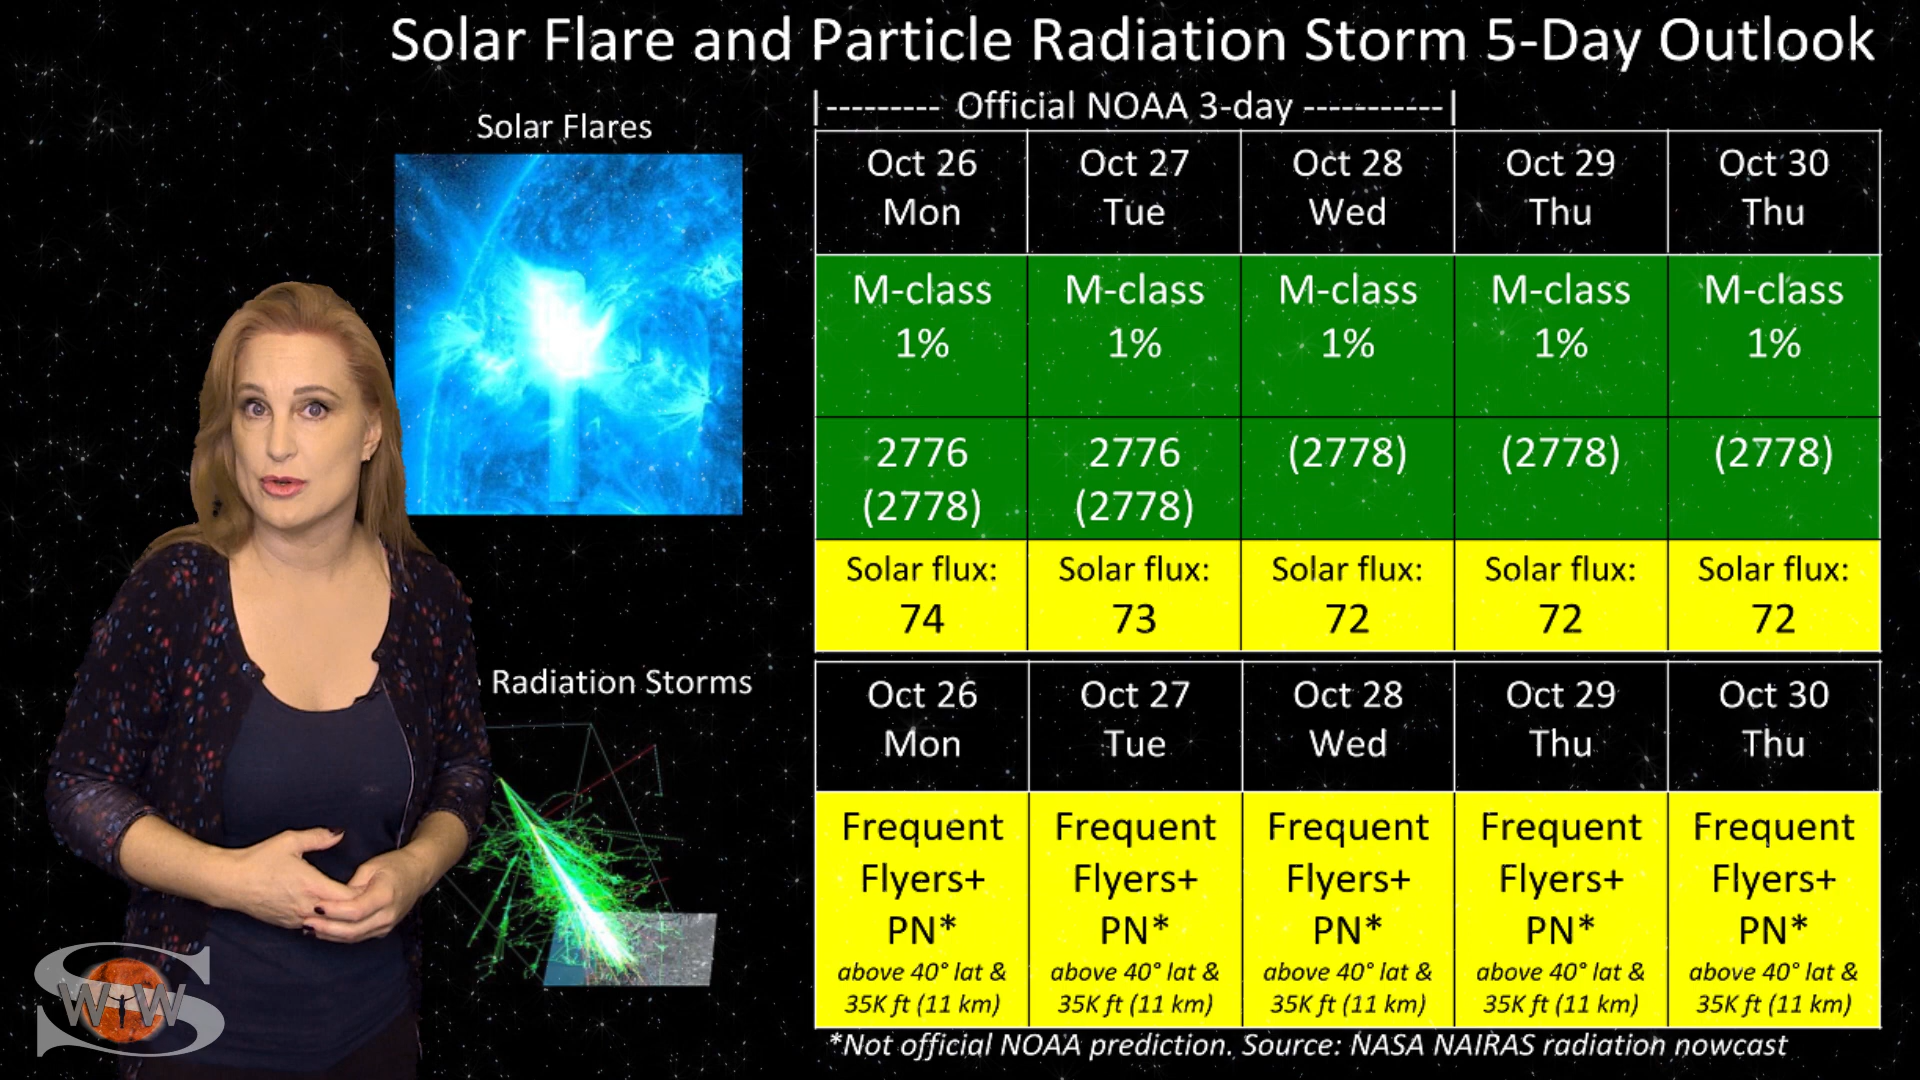 Solar Flare and Particle Radiation Storm 5-Day Outlook
|--------- Official NOAA 3-day -----------|
Solar Flares
Oct 26 Oct 27 Oct 28 Oct 29 Oct 30
Mon Tue Wed Thu Thu
M-class M-class M-class M-class M-class
1% 1% 1% 1% 1%
2776 2776 (2778) (2778) (2778)
(2778) (2778)
Solar flux: Solar flux: Solar flux: Solar flux: Solar flux:
74 73 72 72 72
Radiation Storms
Oct 26 Oct 27 Oct 28 Oct 29 Oct 30
Mon Tue Wed Thu Thu
Frequent Frequent Frequent Frequent Frequent
Flyers+ Flyers+ Flyers+ Flyers+ Flyers+
PN* PN* PN* PN* PN*
above 40° lat & above 40° lat & above 40° lat & above 40° lat & above 40° lat &
35K ft (11 km) 35K ft (11 km) 35K ft (11 km) 35K ft (11 km) 35K ft (11 km)
*Not official NOAA prediction. Source: NASA NAIRAS radiation nowcast
S
WTW